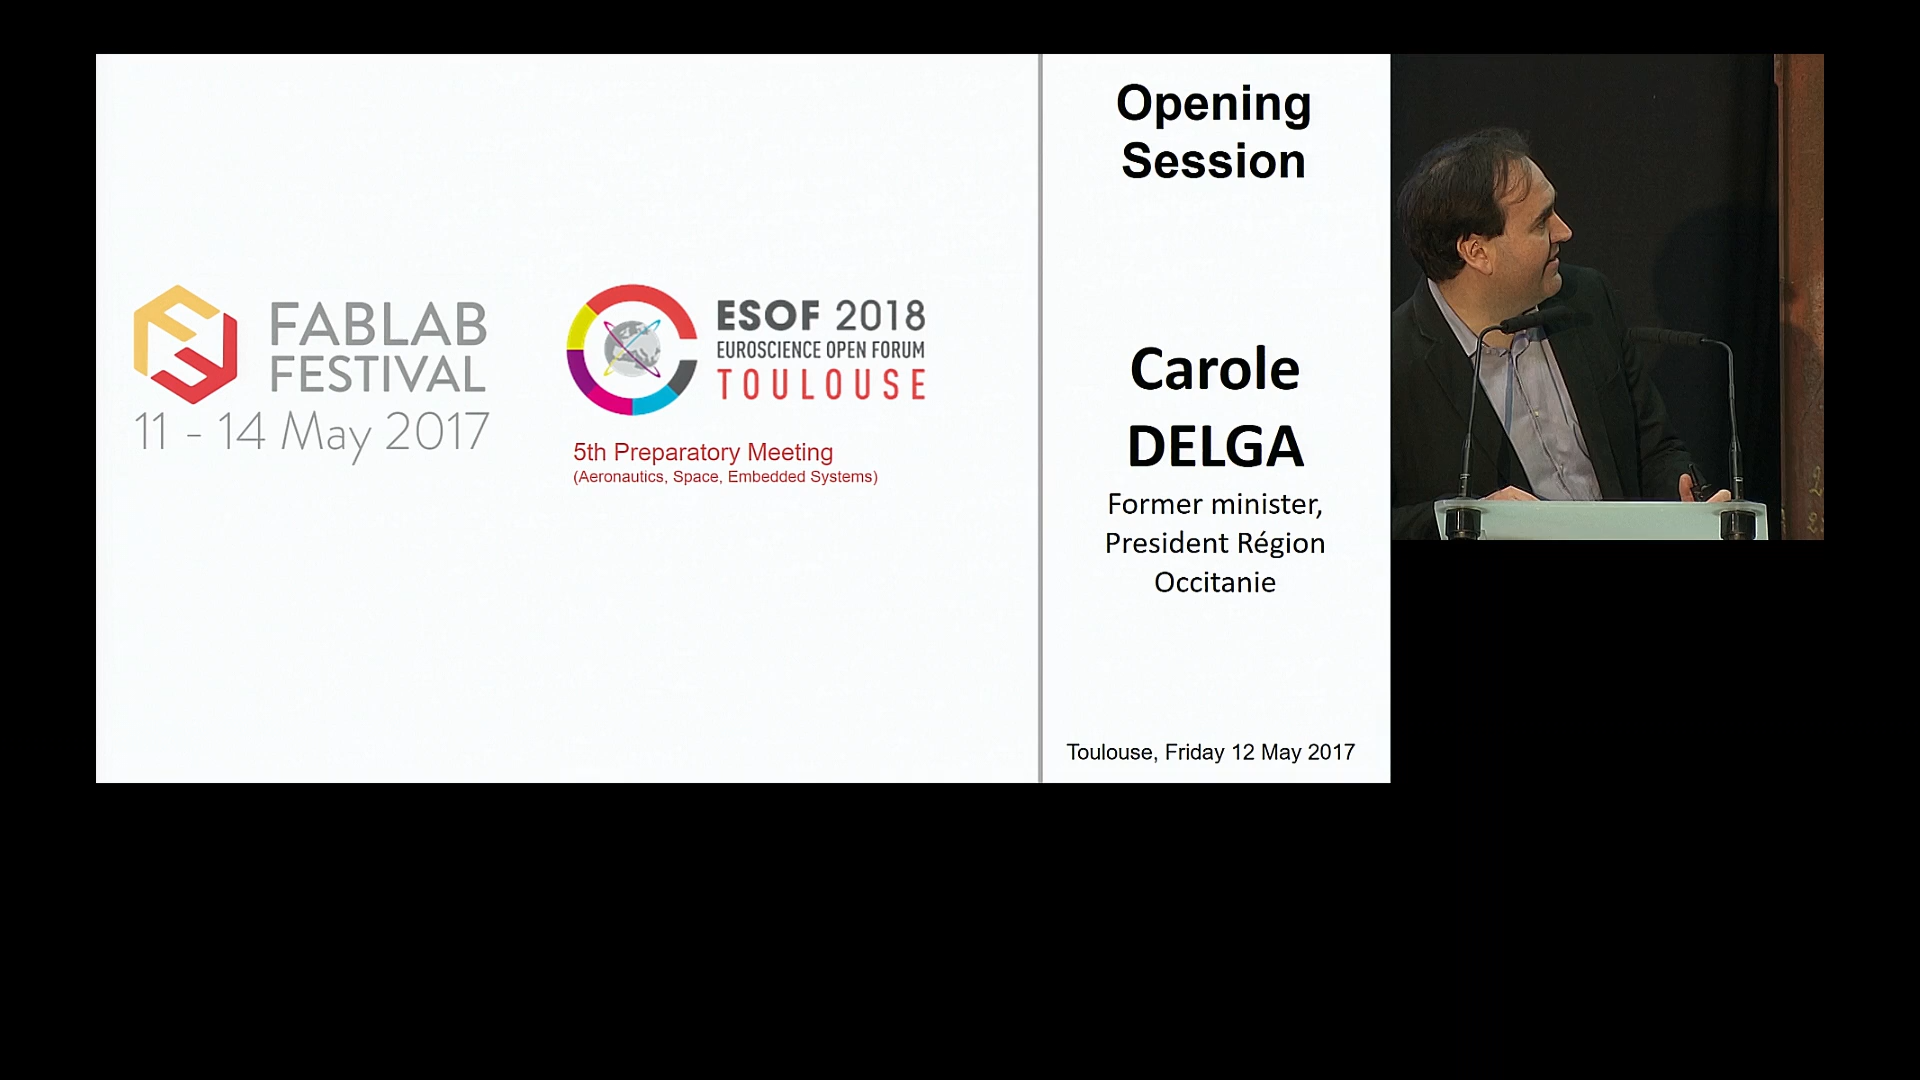 FABLAB
FESTIVAL
11 - 14 May 2017
ESOF 2018
EUROSCIENCE OPEN FORUM
TOULOUSE
5th Preparatory Meeting
(Aeronautics, Space, Embedded Systems)
Opening
Session
Carole
DELGA
Former minister,
President Région
Occitanie
Toulouse, Friday 12 May 2017